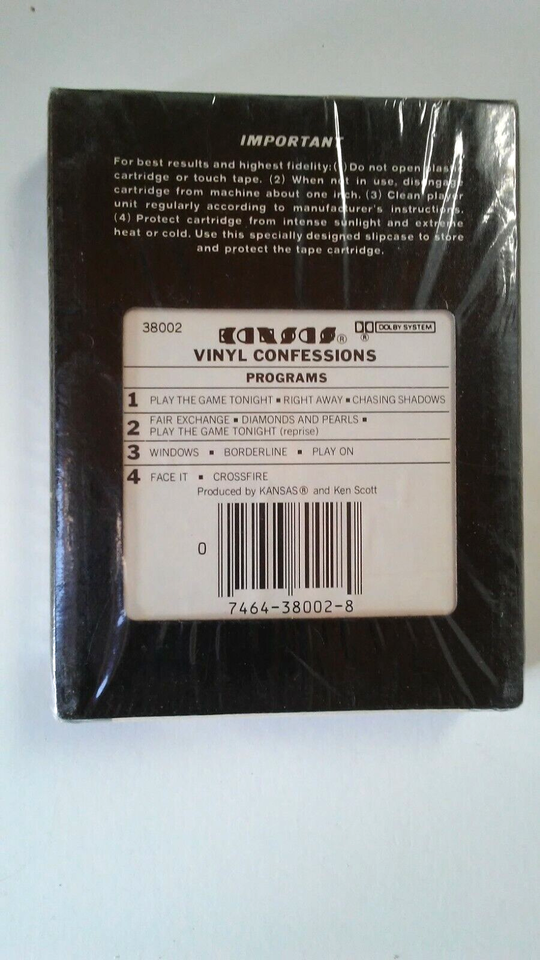 IMPORTANT
For best results and highest fidelity: (1) Do not open plastic
cartridge or touch tape. (2) When not in use, disengage
cartridge from machine about one inch. (3) Clean player
unit regularly according to manufacturer's instructions.
(4) Protect cartridge from intense sunlight and extreme
heat or cold. Use this specially designed slipcase to store
and protect the tape cartridge.
38002 KANSAS® DOLBY SYSTEM ®
VINYL CONFESSIONS
PROGRAMS
1 PLAY THE GAME TONIGHT ▪ RIGHT AWAY ▪ CHASING SHADOWS
2 FAIR EXCHANGE ▪ DIAMONDS AND PEARLS ▪
PLAY THE GAME TONIGHT (reprise)
3 WINDOWS ▪ BORDERLINE ▪ PLAY ON
4 FACE IT ▪ CROSSFIRE
Produced by KANSAS® and Ken Scott
0
7464-38002-8